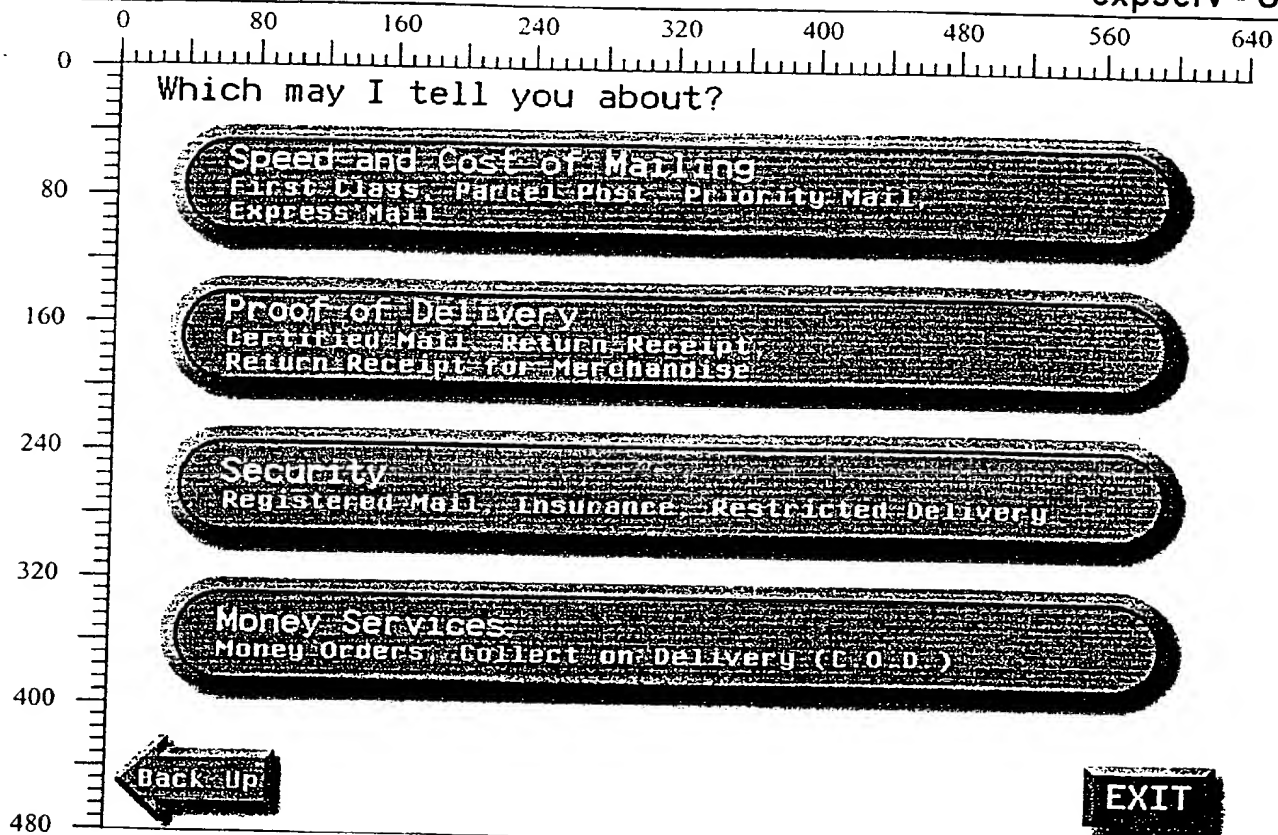 expserv -
0 80 160 240 320 400 480 560 640
0
Which may I tell you about?
Speed and Cost of Mailing
80
First Class, Parcel Post, Priority Mail,
Express Mail
160
Proof of Delivery
Certified Mail, Return Receipt,
Return Receipt for Merchandise
240
Security
Registered Mail, Insurance, Restricted Delivery
320
Money Services
Money Orders, Collect on Delivery (C.O.D.)
400
Back Up
EXIT
480